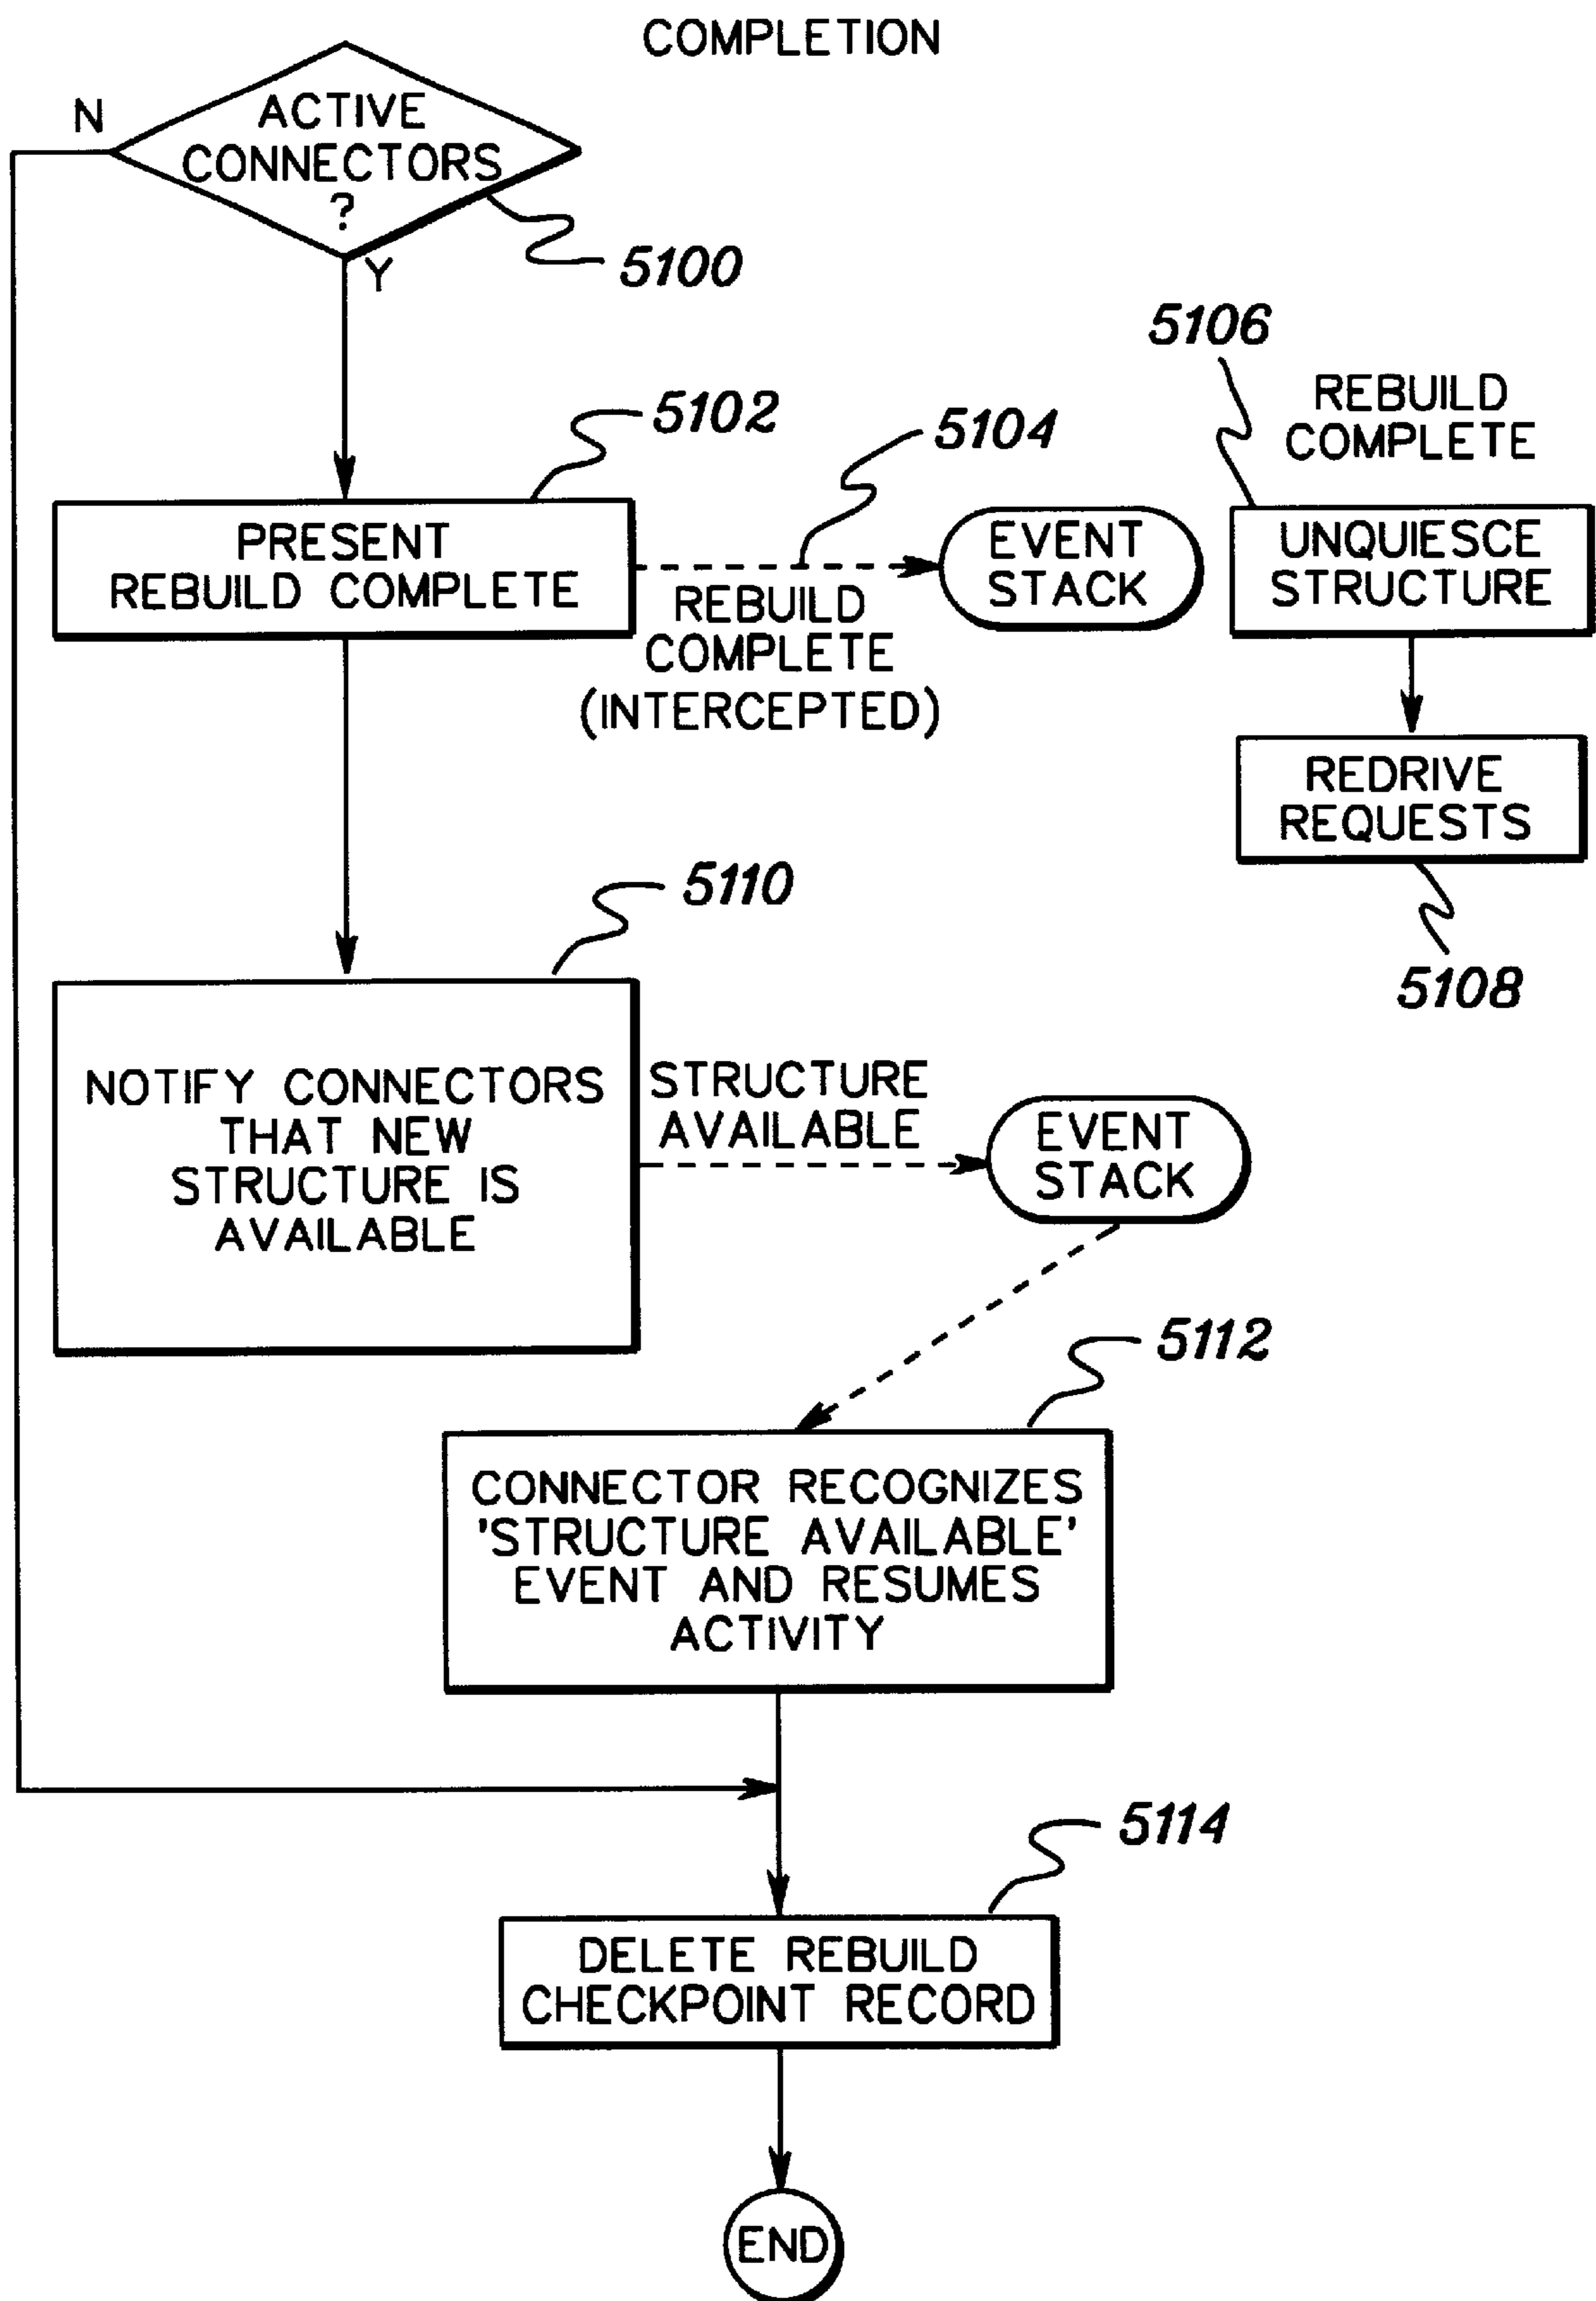 COMPLETION
N
ACTIVE
CONNECTORS
?
Y
5100
5106
REBUILD
COMPLETE
5102
5104
PRESENT
REBUILD COMPLETE
REBUILD
COMPLETE
(INTERCEPTED)
EVENT
STACK
UNQUIESCE
STRUCTURE
REDRIVE
REQUESTS
5108
5110
NOTIFY CONNECTORS
THAT NEW
STRUCTURE IS
AVAILABLE
STRUCTURE
AVAILABLE
EVENT
STACK
5112
CONNECTOR RECOGNIZES
'STRUCTURE AVAILABLE'
EVENT AND RESUMES
ACTIVITY
5114
DELETE REBUILD
CHECKPOINT RECORD
END